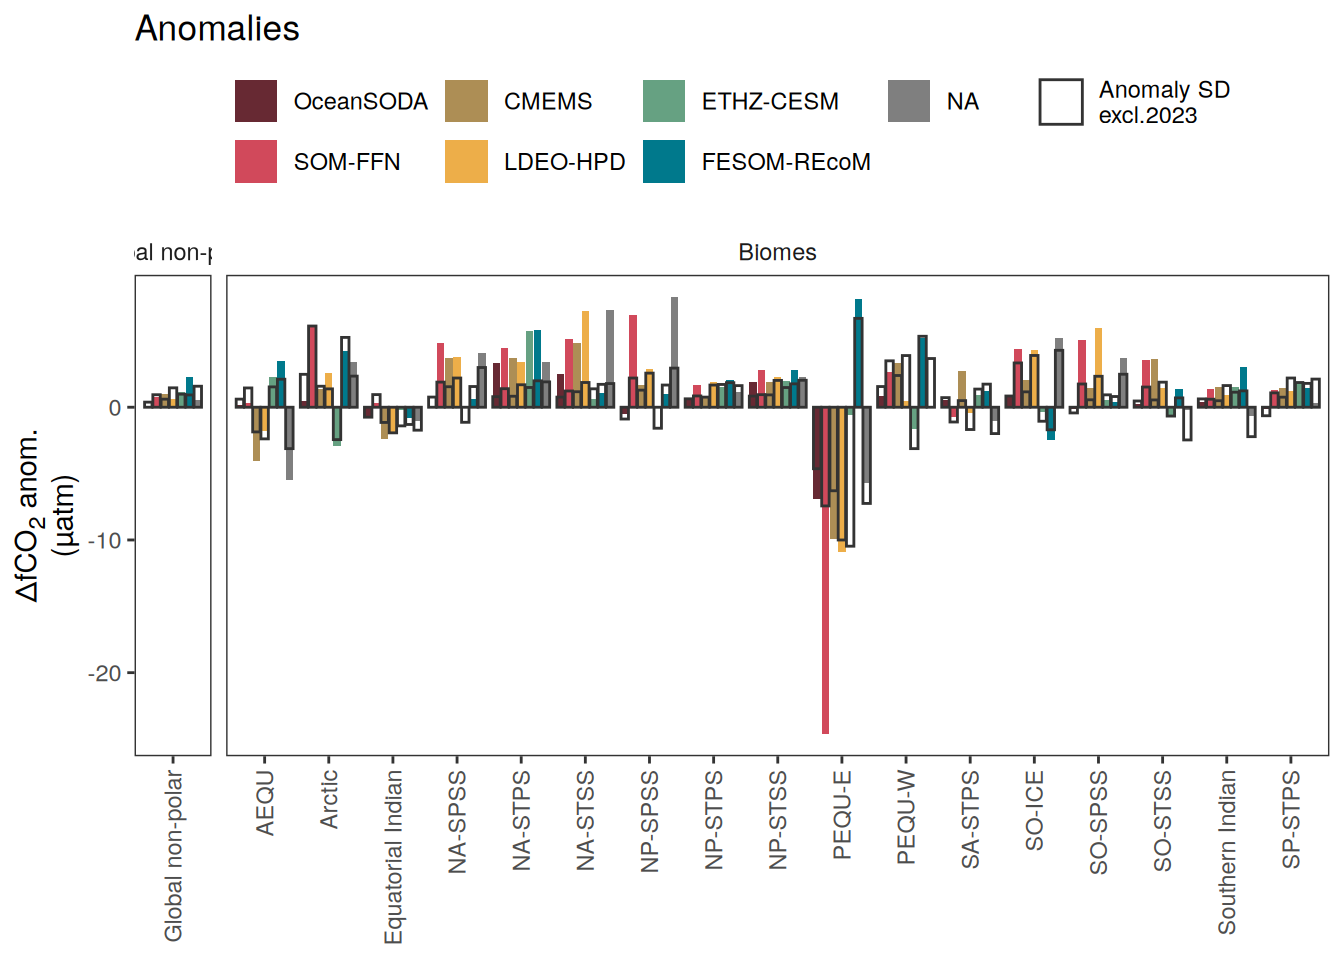 Anomalies
OceanSODA
CMEMS
ETHZ-CESM
NA
Anomaly SD
excl.2023
SOM-FFN
LDEO-HPD
FESOM-REcoM
bal non-p
Biomes
ΔfCO₂ anom.
(µatm)
0
-10
-20
Global non-polar
AEQU
Arctic
Equatorial Indian
NA-SPSS
NA-STPS
NA-STSS
NP-SPSS
NP-STPS
NP-STSS
PEQU-E
PEQU-W
SA-STPS
SO-ICE
SO-SPSS
SO-STSS
Southern Indian
SP-STPS